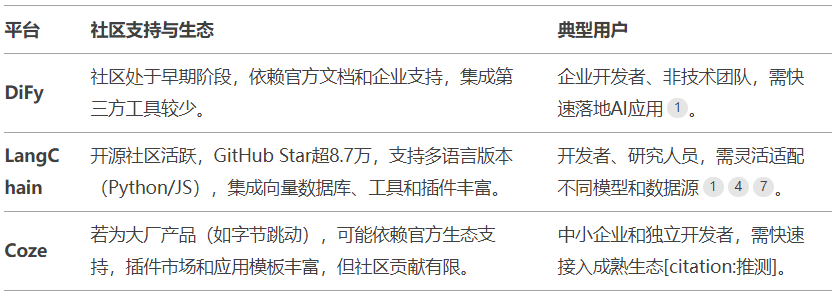 平台 社区支持与生态 典型用户
DiFy 社区处于早期阶段，依赖官方文档和企业支持，集成第
三方工具较少。 企业开发者、非技术团队，需快
速落地AI应用 1 。
LangC
hain 开源社区活跃，GitHub Star超8.7万，支持多语言版本
（Python/JS），集成向量数据库、工具和插件丰富。 开发者、研究人员，需灵活适配
不同模型和数据源 1 4 7 。
Coze 若为大厂产品（如字节跳动），可能依赖官方生态支
持，插件市场和应用模板丰富，但社区贡献有限。 中小企业和独立开发者，需快速
接入成熟生态[citation:推测]。